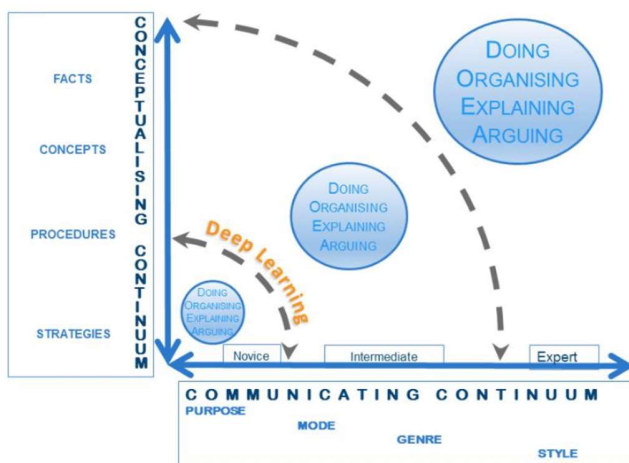 CONCEPTUALISING CONTINUUM
FACTS
CONCEPTS
PROCEDURES
STRATEGIES
DOING
ORGANISING
EXPLAINING
ARGUING
DOING
ORGANISING
EXPLAINING
ARGUING
Deep Learning
DOING
ORGANISING
EXPLAINING
ARGUING
Novice
Intermediate
Expert
COMMUNICATING CONTINUUM
PURPOSE
MODE
GENRE
STYLE